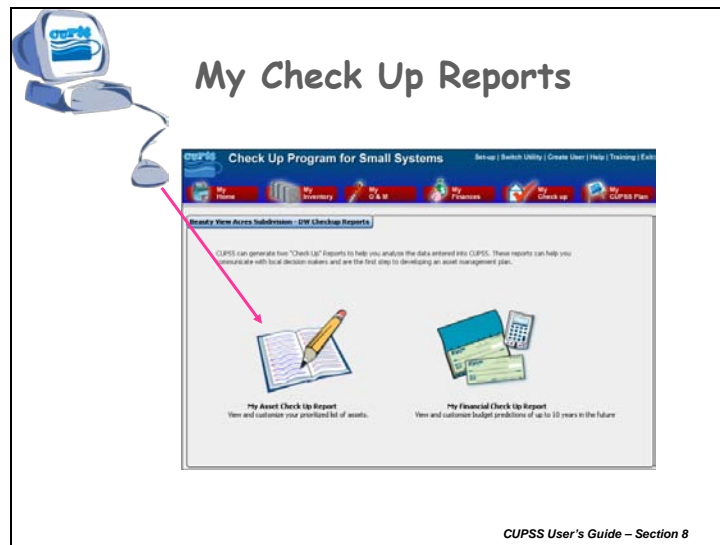 CUPSS
My Check Up Reports
CUPSS Check Up Program for Small Systems
Set-up | Switch Utility | Create User | Help | Training | Exit
My Home
My Inventory
My O & M
My Finances
My Check up
My CUPSS Plan
Beauty View Acres Subdivision - DW Checkup Reports
CUPSS can generate two "Check Up" Reports to help you analyze the data entered into CUPSS. These reports can help you
communicate with local decision makers and are the first step to developing an asset management plan.
My Asset Check Up Report
View and customize your prioritized list of assets.
My Financial Check Up Report
View and customize budget predictions of up to 10 years in the future
CUPSS User's Guide – Section 8